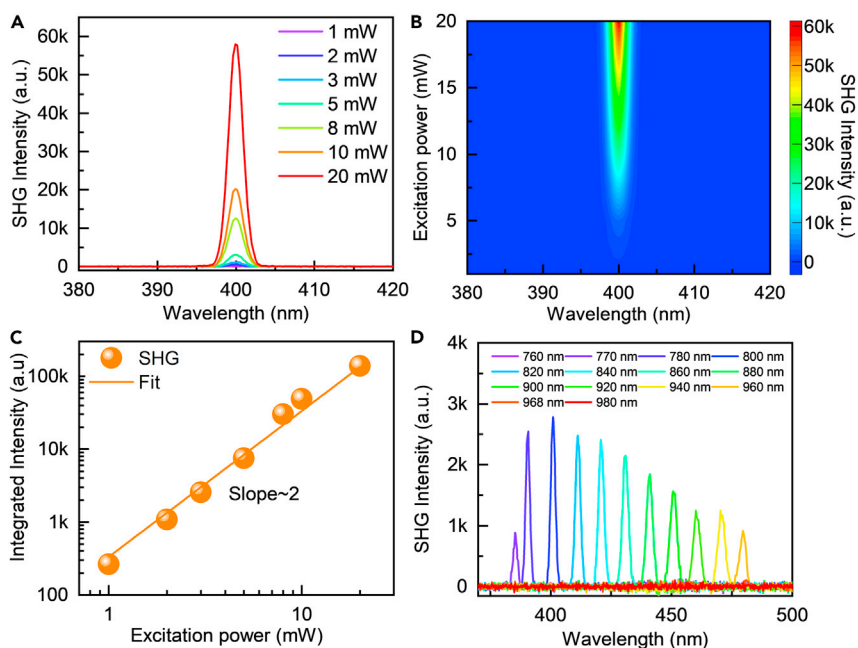 A
SHG Intensity (a.u.)
60k
50k
40k
30k
20k
10k
0
1 mW
2 mW
3 mW
5 mW
8 mW
10 mW
20 mW
380 390 400 410 420
Wavelength (nm)
B
Excitation power (mW)
20
15
10
5
380 390 400 410 420
Wavelength (nm)
60k
50k
40k
30k
20k
10k
0
SHG Intensity (a.u.)
C
Integrated Intensity (a.u)
100k
10k
1k
100
SHG
Fit
Slope~2
1 10
Excitation power (mW)
D
SHG Intensity (a.u.)
4k
3k
2k
1k
0
760 nm 770 nm 780 nm 800 nm
820 nm 840 nm 860 nm 880 nm
900 nm 920 nm 940 nm 960 nm
968 nm 980 nm
400 450 500
Wavelength (nm)